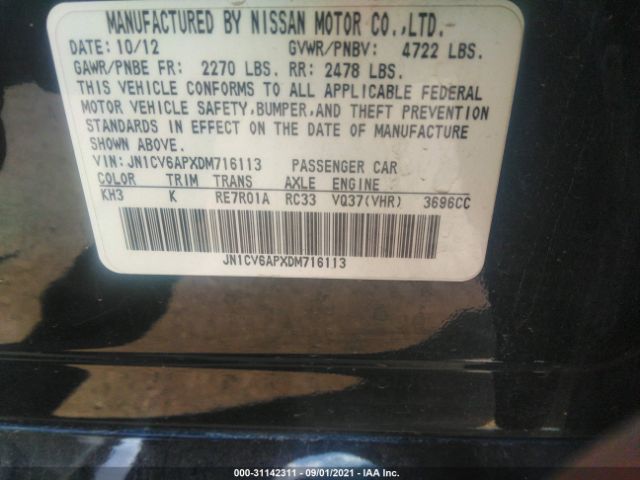 MANUFACTURED BY NISSAN MOTOR CO.,LTD.
DATE: 10/12 GVWR/PNBV: 4722 LBS.
GAWR/PNBE FR: 2270 LBS. RR: 2478 LBS.
THIS VEHICLE CONFORMS TO ALL APPLICABLE FEDERAL
MOTOR VEHICLE SAFETY,BUMPER,AND THEFT PREVENTION
STANDARDS IN EFFECT ON THE DATE OF MANUFACTURE
SHOWN ABOVE.
VIN: JN1CV6APXDM716113 PASSENGER CAR
COLOR TRIM TRANS AXLE ENGINE
KH3 K RE7R01A RC33 VQ37(VHR) 3696CC
JN1CV6APXDM716113
000-31142311 - 09/01/2021 - IAA Inc.